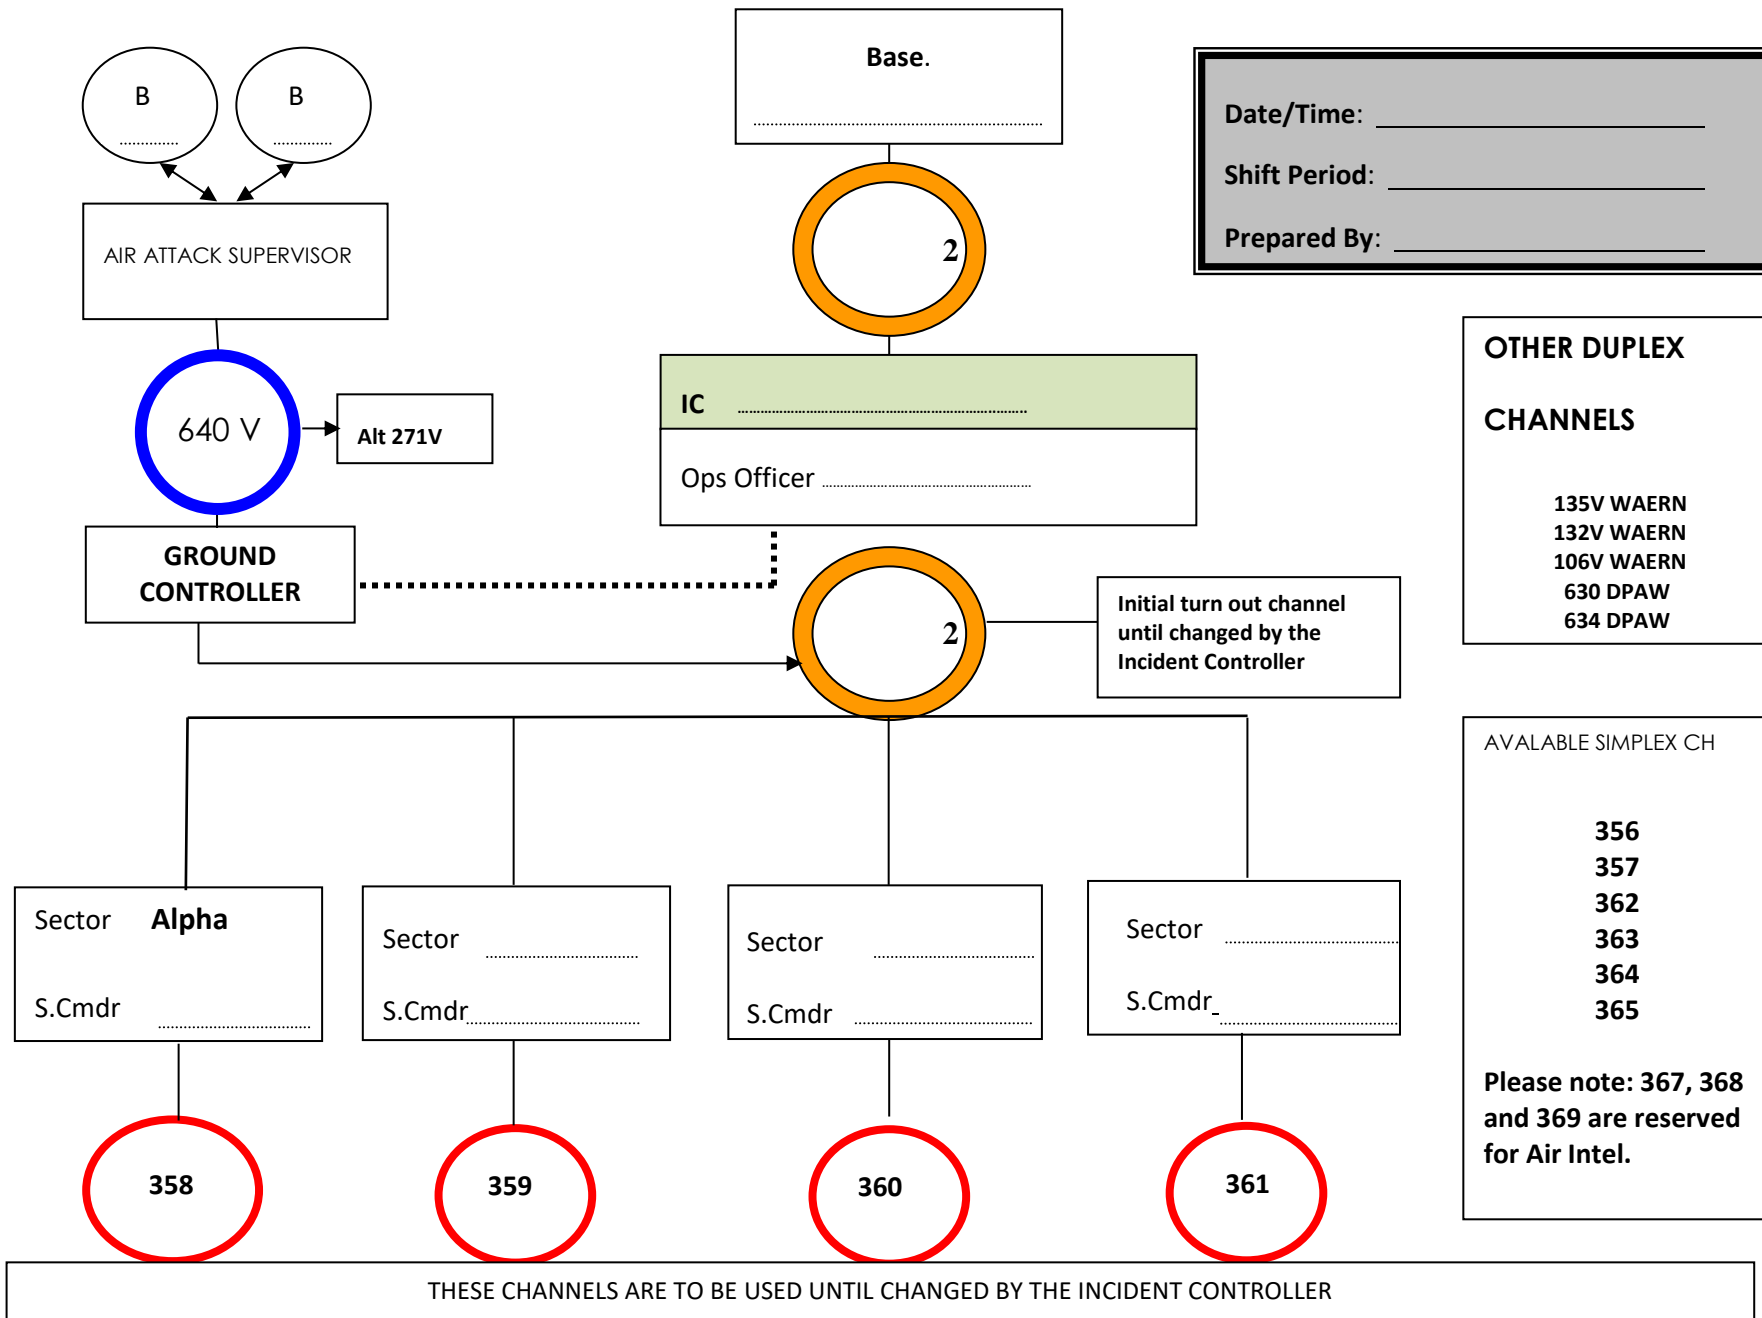 B
..............
B
..............
AIR ATTACK SUPERVISOR
640 V
Alt 271V
GROUND
CONTROLLER
Base.
..............................................................
2
IC ..............................................................
Ops Officer ..............................................................
2
Initial turn out channel
until changed by the
Incident Controller
Date/Time: ______________________________
Shift Period: _____________________________
Prepared By: ____________________________
OTHER DUPLEX
CHANNELS
135V WAERN
132V WAERN
106V WAERN
630 DPAW
634 DPAW
AVALABLE SIMPLEX CH
356
357
362
363
364
365
Please note: 367, 368
and 369 are reserved
for Air Intel.
Sector Alpha
S.Cmdr ......................................
358
Sector ......................................
S.Cmdr......................................
359
Sector ......................................
S.Cmdr ......................................
360
Sector ......................................
S.Cmdr_ ......................................
361
THESE CHANNELS ARE TO BE USED UNTIL CHANGED BY THE INCIDENT CONTROLLER